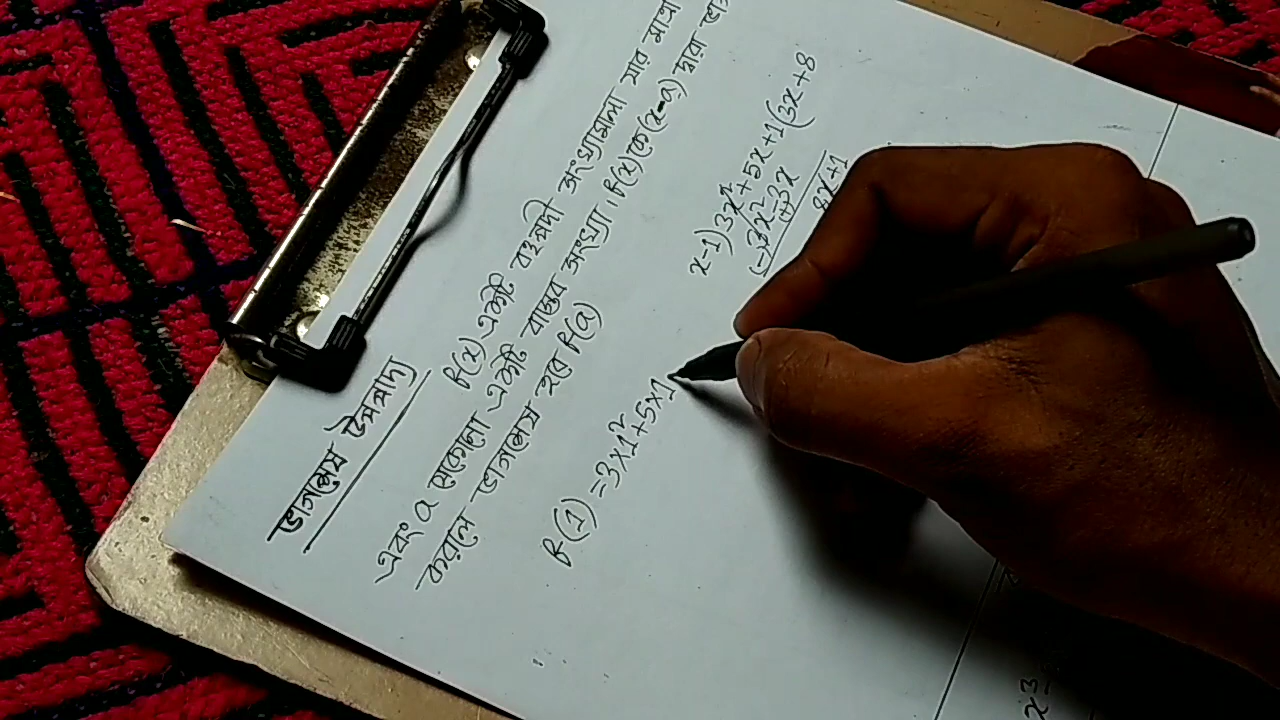 ভাগশেষ উপপাদ্য
P(x) একটি বহুপদী সংখ্যামালা যার মাত্রা
এবং a যেকোনো একটি বাস্তব সংখ্যা। P(x)কে (x-a) দ্বারা
করলে ভাগশেষ হবে P(a)
x-1) 3x²+5x+1 (3x+8
3x² 3x
8x+1
P(1) = 3×1²+5×1
x³